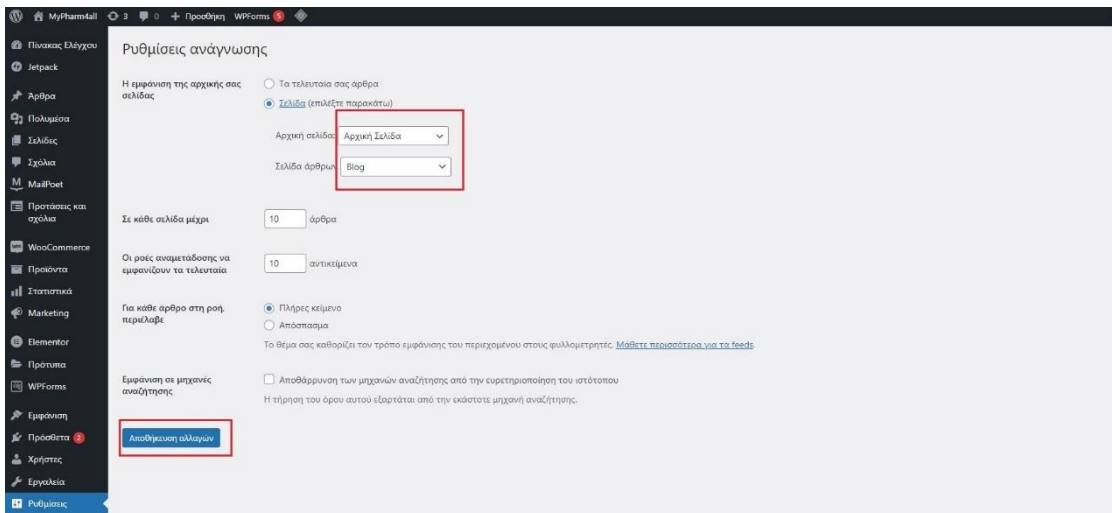 MyPharm4all 3 0 + Προσθήκη WPForms 5
Πίνακας Ελέγχου
Jetpack
Άρθρα
Πολυμέσα
Σελίδες
Σχόλια
MailPoet
Προτάσεις και
σχόλια
WooCommerce
Προϊόντα
Στατιστικά
Marketing
Elementor
Πρότυπα
WPForms
Εμφάνιση
Πρόσθετα 2
Χρήστες
Εργαλεία
Ρυθμίσεις
Ρυθμίσεις ανάγνωσης
Η εμφάνιση της αρχικής σας
σελίδας
Τα τελευταία σας άρθρα
Σελίδα (επιλέξτε παρακάτω)
Αρχική σελίδα: Αρχική Σελίδα
Σελίδα άρθρων Blog
Σε κάθε σελίδα μέχρι
10 άρθρα
Οι ροές αναμετάδοσης να
εμφανίζουν τα τελευταία
10 αντικείμενα
Για κάθε άρθρο στη ροή,
περιέλαβε
Πλήρες κείμενο
Απόσπασμα
Το θέμα σας καθορίζει τον τρόπο εμφάνισης του περιεχομένου στους φυλλομετρητές. Μάθετε περισσότερα για τα feeds.
Εμφάνιση σε μηχανές
αναζήτησης
Αποθάρρυνση των μηχανών αναζήτησης από την ευρετηριοποίηση του ιστότοπου
Η τήρηση του όρου αυτού εξαρτάται από την εκάστοτε μηχανή αναζήτησης.
Αποθήκευση αλλαγών